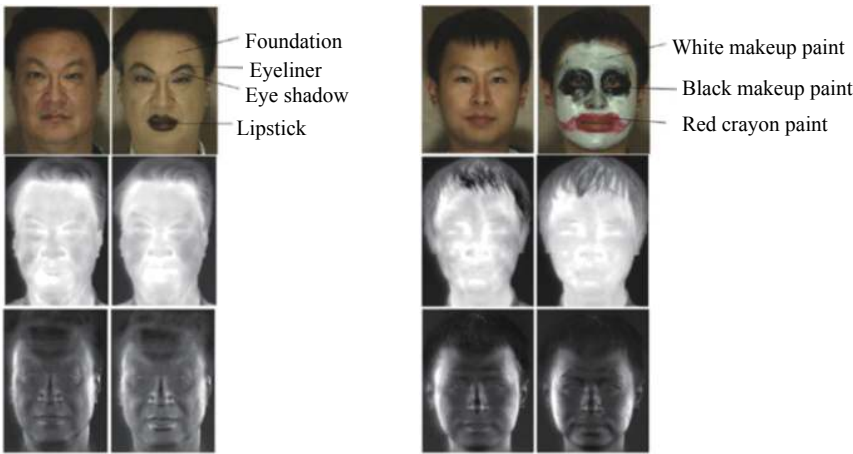 Foundation
Eyeliner
Eye shadow
Lipstick
White makeup paint
Black makeup paint
Red crayon paint